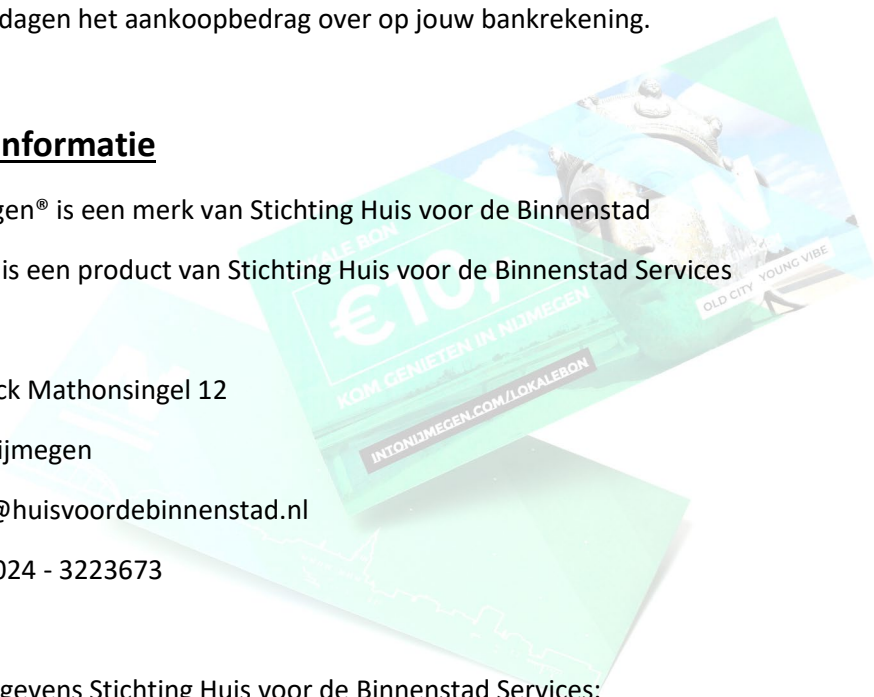 dagen het aankoopbedrag over op jouw bankrekening.
nformatie
gen® is een merk van Stichting Huis voor de Binnenstad
is een product van Stichting Huis voor de Binnenstad Services
LOKALE BON
€10,-
KOM GENIETEN IN NIJMEGEN
INTONIJMEGEN.COM/LOKALEBON
N
OLD CITY YOUNG VIBE
ck Mathonsingel 12
ijmegen
@huisvoordebinnenstad.nl
024 - 3223673
gevens Stichting Huis voor de Binnenstad Services: